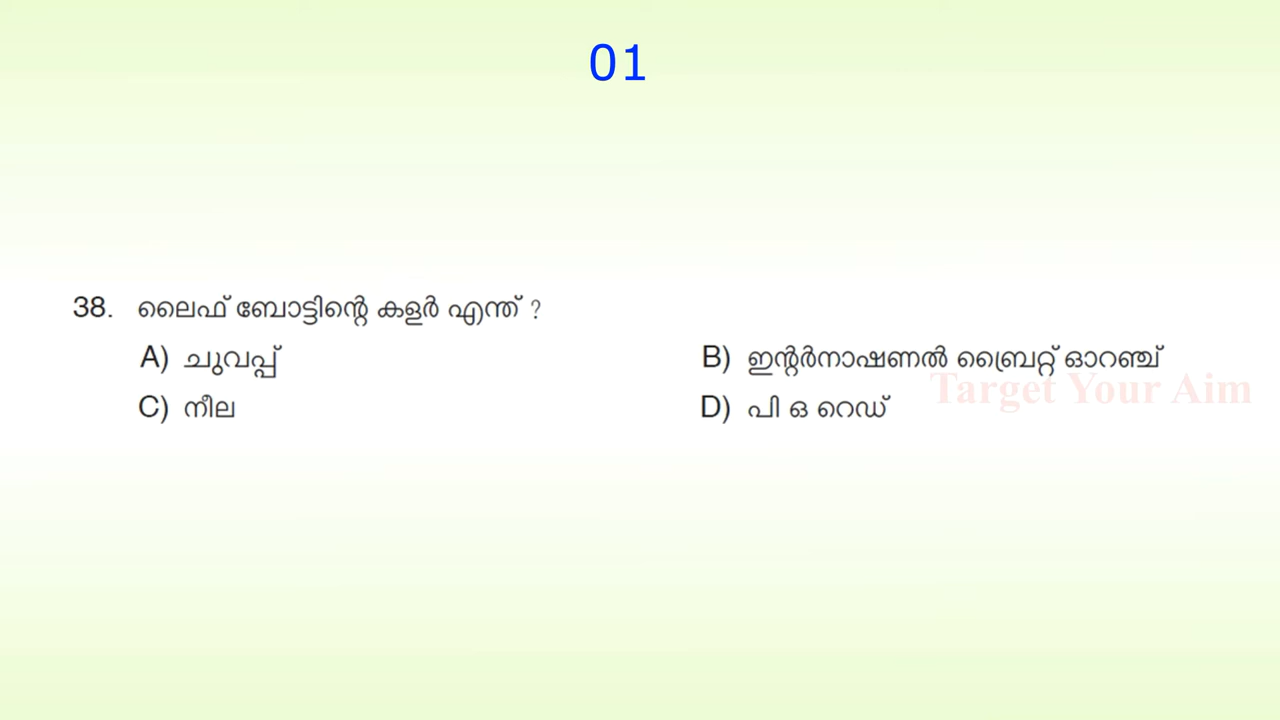 01
38. ലൈഫ് ബോട്ടിന്റെ കളർ എന്ത് ?
A) ചുവപ്പ് B) ഇന്റർനാഷണൽ ബ്രൈറ്റ് ഓറഞ്ച്
Target Your Aim
C) നീല D) പി ഒ റെഡ്